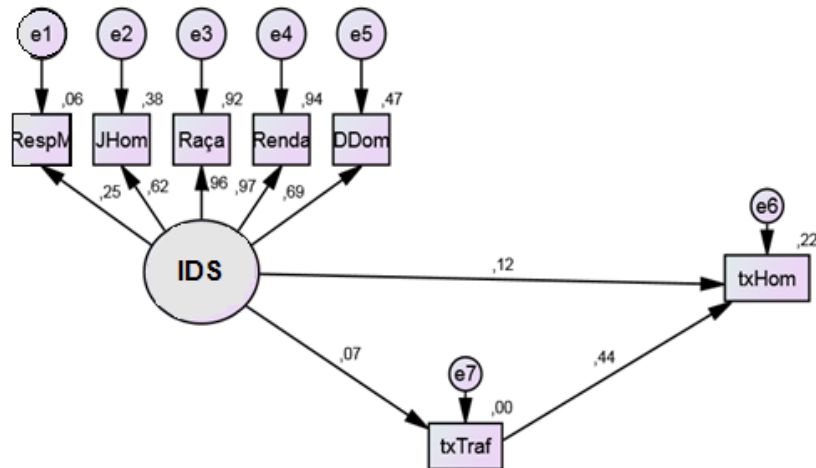 e1 e2 e3 e4 e5
,06 ,38 ,92 ,94 ,47
RespM JHom Raça Renda DDom
,25 ,62 ,96 ,97 ,69
IDS
e6
,12
,22
txHom
,07
,44
e7
,00
txTraf